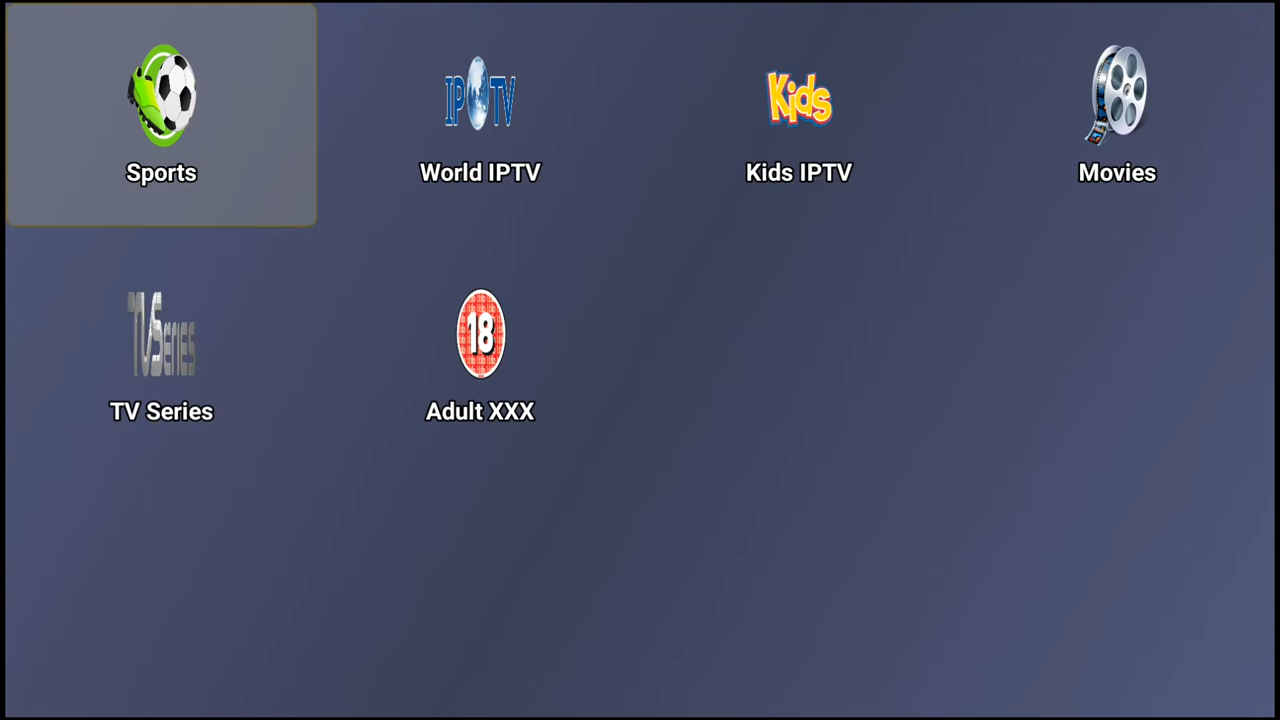 IPTV
Kids
Sports
World IPTV
Kids IPTV
Movies
TV Series
18
TV Series
Adult XXX